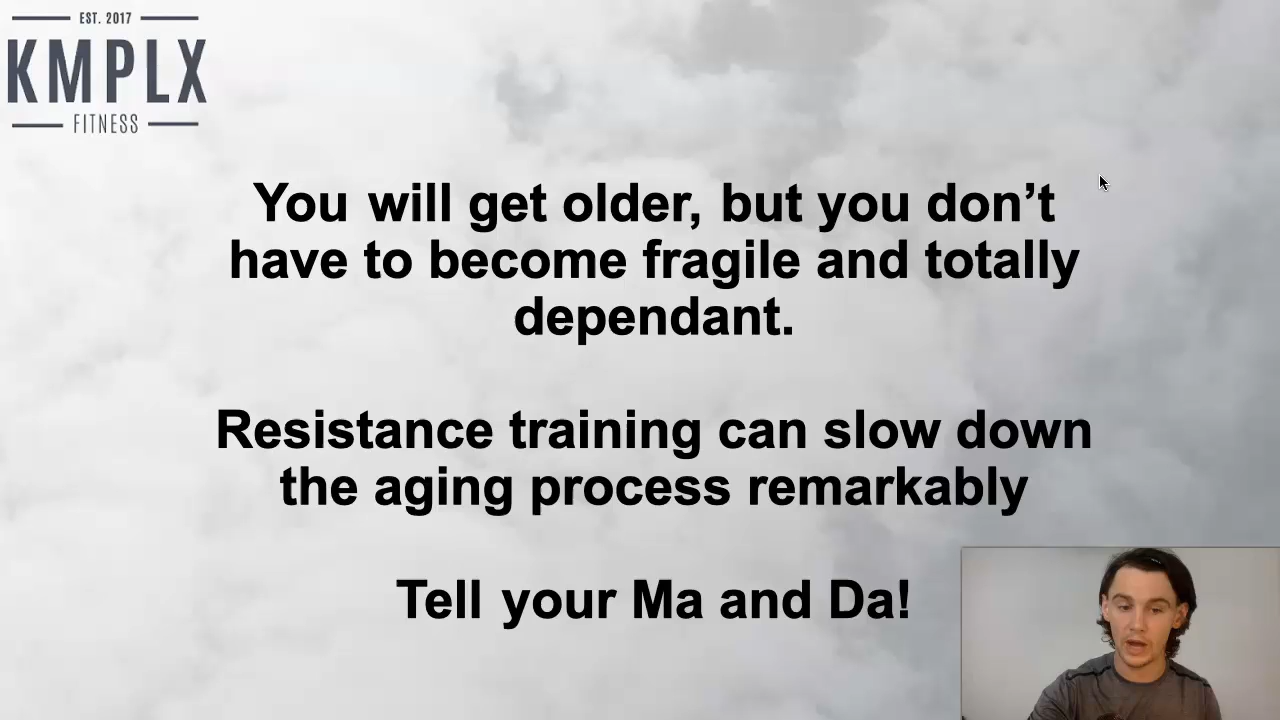 EST. 2017
KMPLX
FITNESS
You will get older, but you don’t
have to become fragile and totally
dependant.
Resistance training can slow down
the aging process remarkably
Tell your Ma and Da!